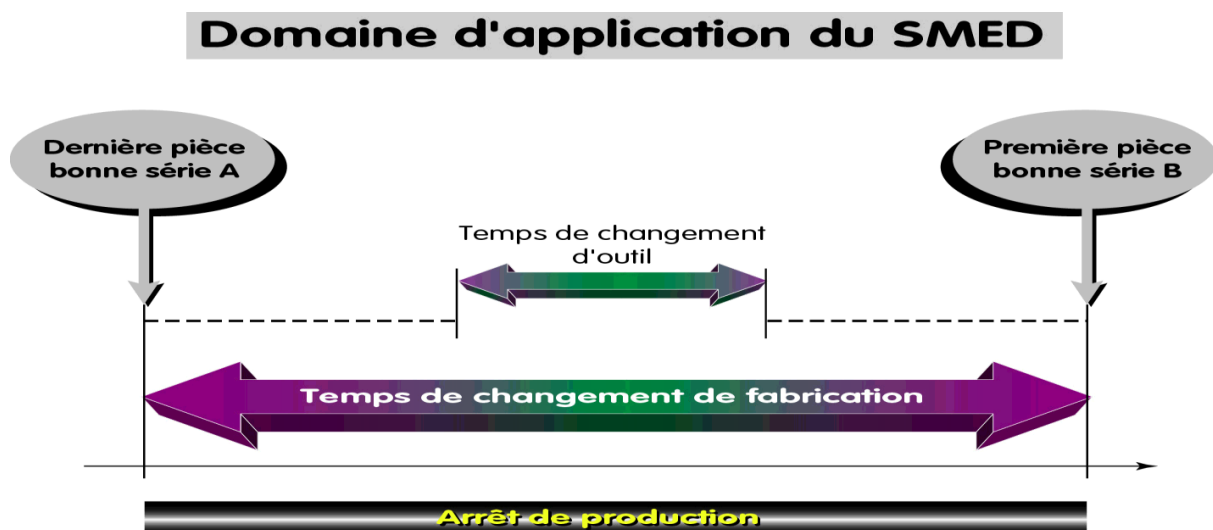 Domaine d'application du SMED
Dernière pièce
bonne série A
Première pièce
bonne série B
Temps de changement
d'outil
Temps de changement de fabrication
Arrêt de production